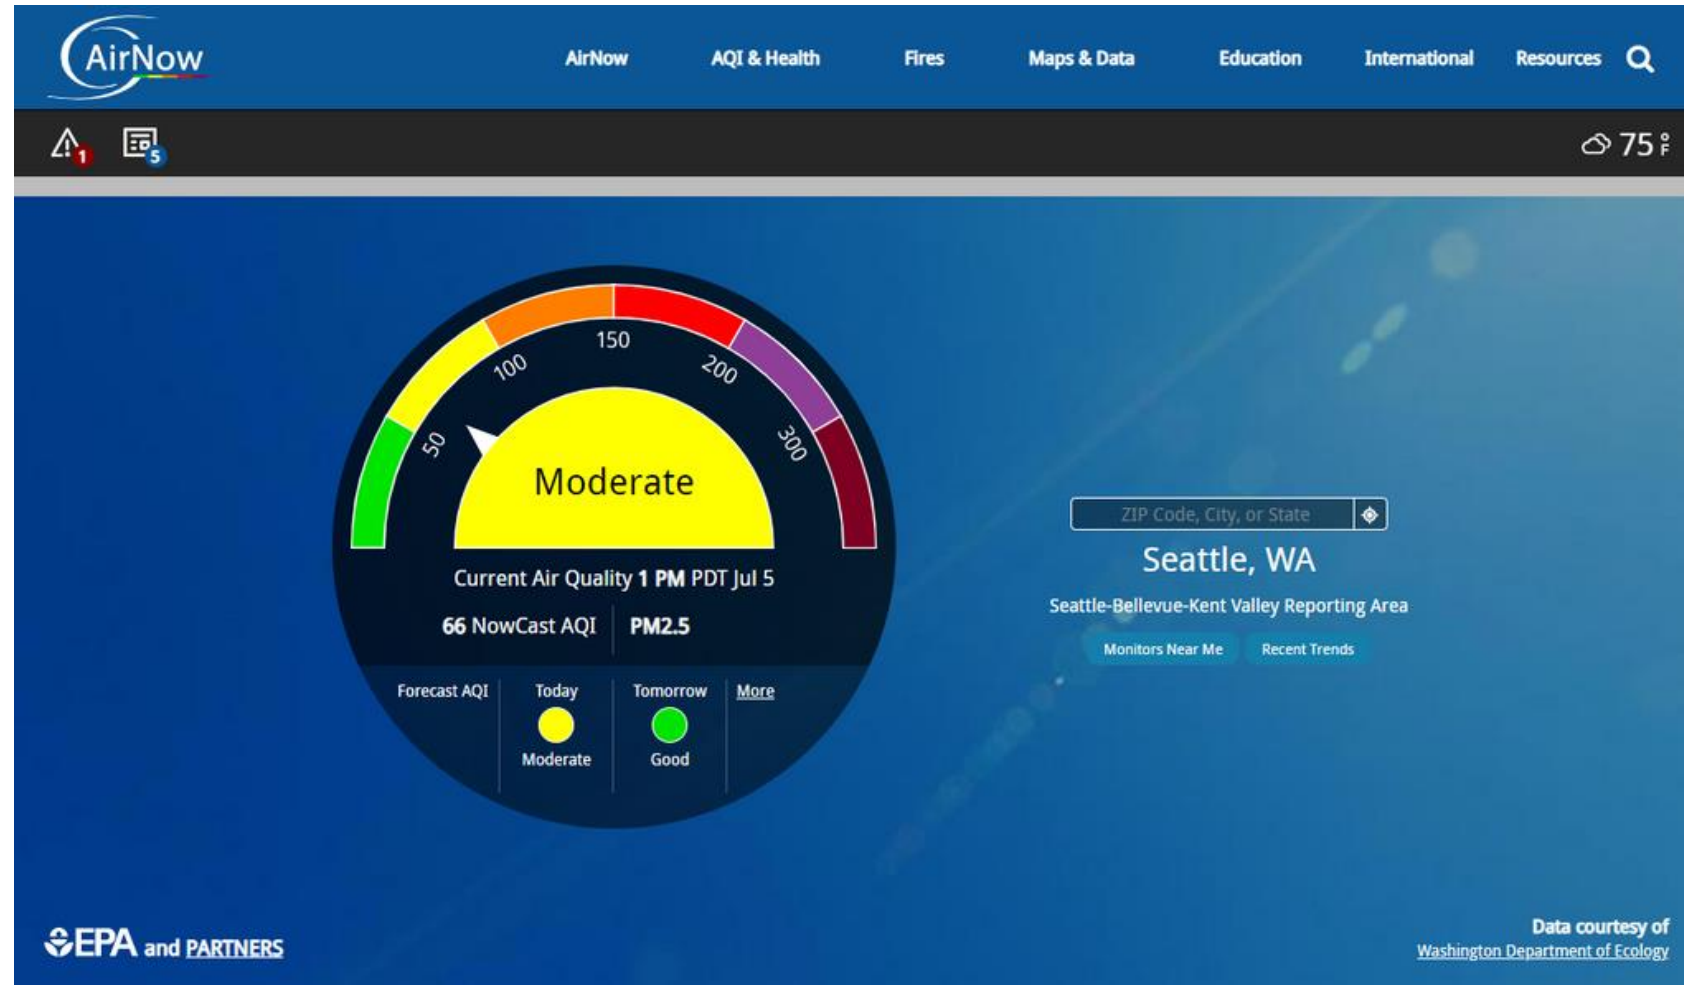 AirNow
AirNow AQI & Health Fires Maps & Data Education International Resources
1 5 75 °F
50 100 150 200 300
Moderate
Current Air Quality 1 PM PDT Jul 5
66 NowCast AQI PM2.5
Forecast AQI Today Tomorrow More
Moderate Good
ZIP Code, City, or State
Seattle, WA
Seattle-Bellevue-Kent Valley Reporting Area
Monitors Near Me Recent Trends
EPA and PARTNERS
Data courtesy of
Washington Department of Ecology